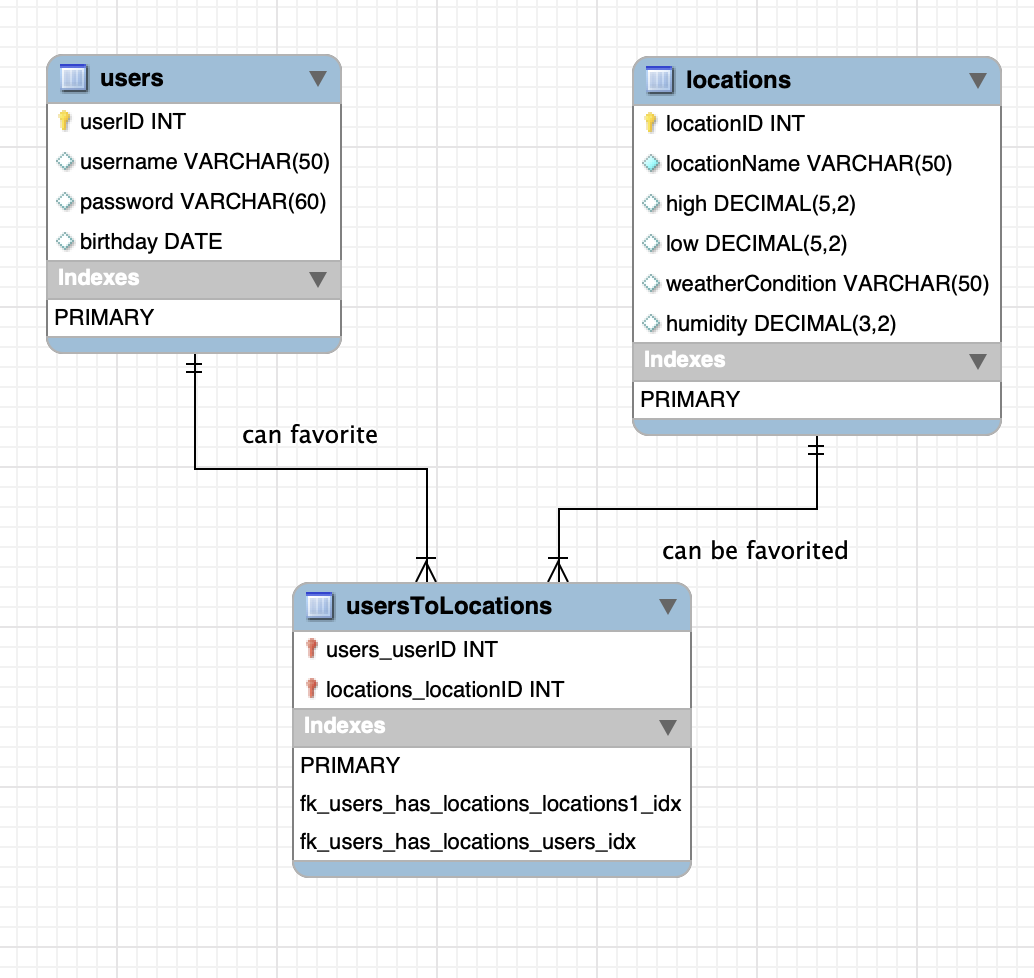 users
userID INT
username VARCHAR(50)
password VARCHAR(60)
birthday DATE
Indexes
PRIMARY
locations
locationID INT
locationName VARCHAR(50)
high DECIMAL(5,2)
low DECIMAL(5,2)
weatherCondition VARCHAR(50)
humidity DECIMAL(3,2)
Indexes
PRIMARY
can favorite
can be favorited
usersToLocations
users_userID INT
locations_locationID INT
Indexes
PRIMARY
fk_users_has_locations_locations1_idx
fk_users_has_locations_users_idx